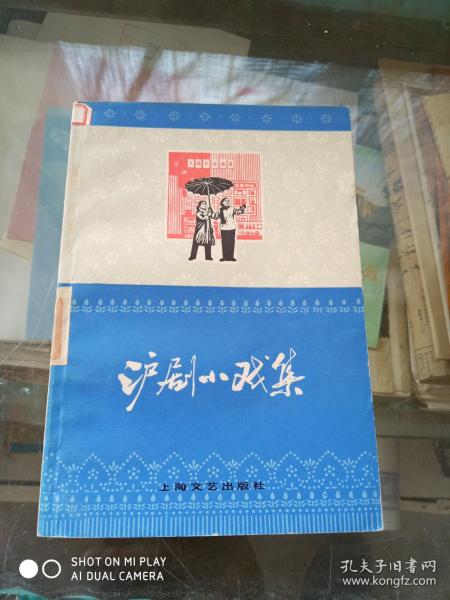 沪剧小戏集
上海文艺出版社
SHOT ON MI PLAY
AI DUAL CAMERA
孔夫子旧书网
www.kongfz.com